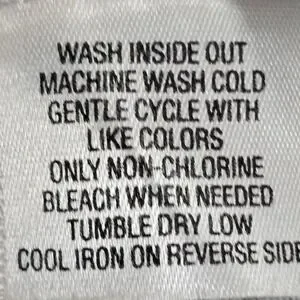 WASH INSIDE OUT
MACHINE WASH COLD
GENTLE CYCLE WITH
LIKE COLORS
ONLY NON-CHLORINE
BLEACH WHEN NEEDED
TUMBLE DRY LOW
COOL IRON ON REVERSE SIDE